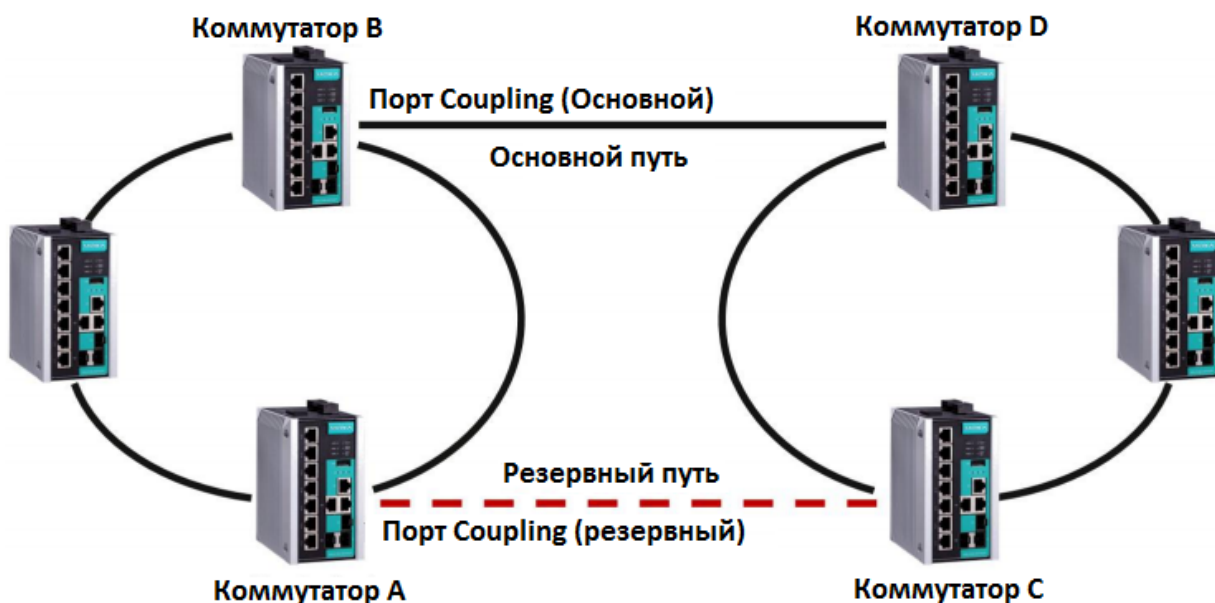 Коммутатор B
Коммутатор D
Порт Coupling (Основной)
Основной путь
Резервный путь
Порт Coupling (резервный)
Коммутатор A
Коммутатор C